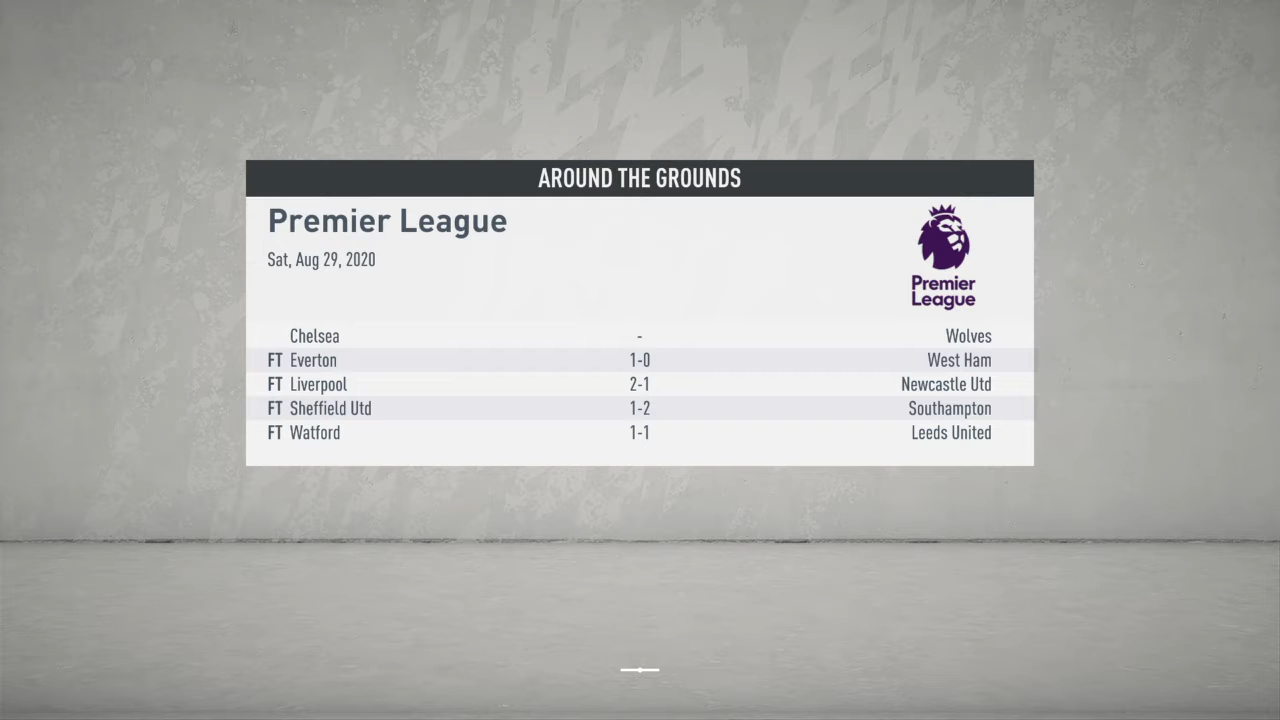 AROUND THE GROUNDS
Premier League
Sat, Aug 29, 2020
Premier
League
Chelsea - Wolves
FT Everton 1-0 West Ham
FT Liverpool 2-1 Newcastle Utd
FT Sheffield Utd 1-2 Southampton
FT Watford 1-1 Leeds United